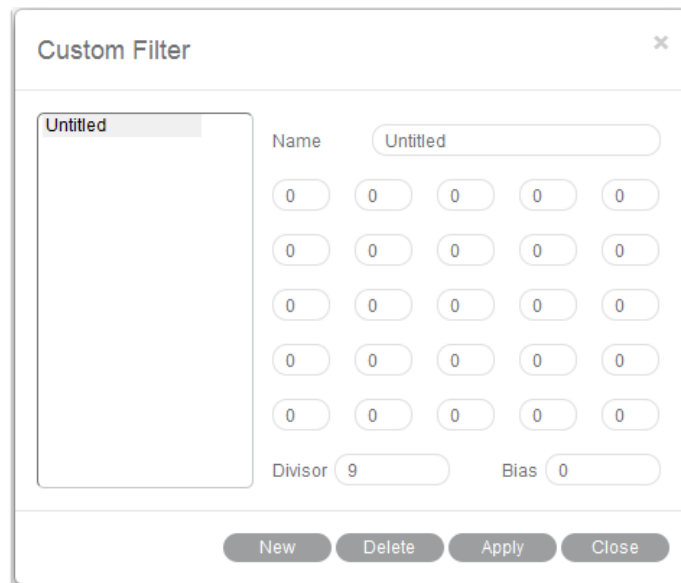 Custom Filter ×
Untitled
Name Untitled
0 0 0 0 0
0 0 0 0 0
0 0 0 0 0
0 0 0 0 0
0 0 0 0 0
Divisor 9 Bias 0
New Delete Apply Close